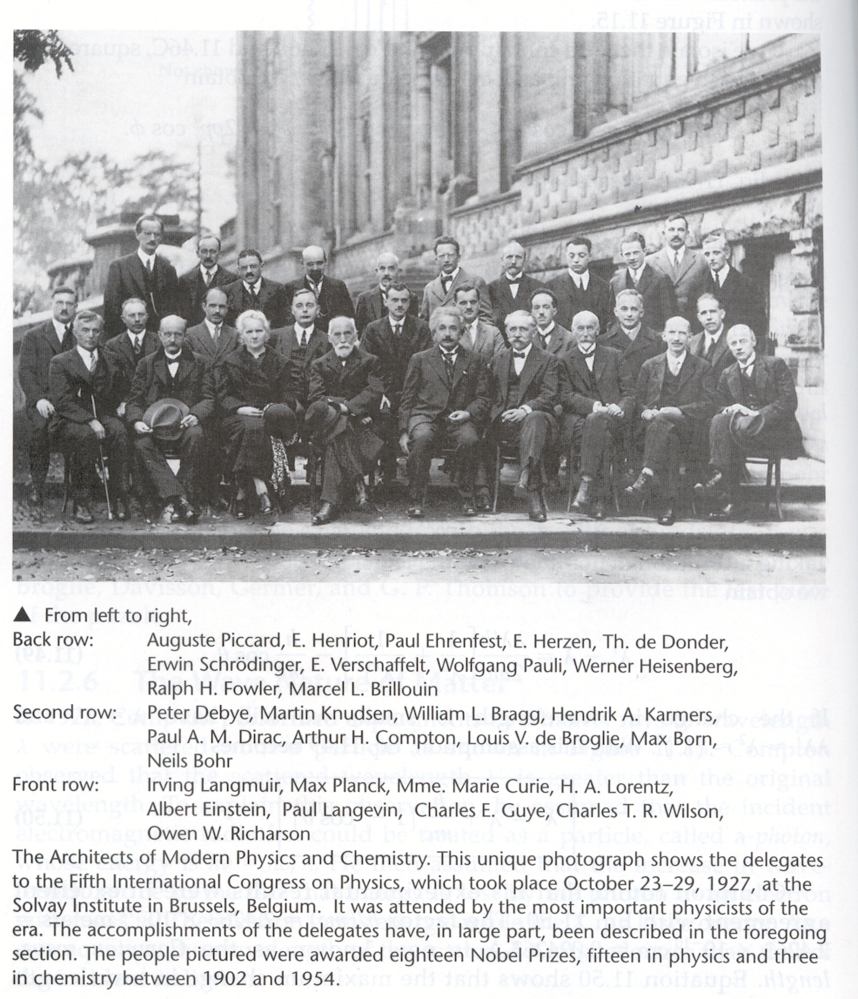 shown in Figure 11.15.
▲ From left to right,
Back row: Auguste Piccard, E. Henriot, Paul Ehrenfest, E. Herzen, Th. de Donder,
Erwin Schrödinger, E. Verschaffelt, Wolfgang Pauli, Werner Heisenberg,
Ralph H. Fowler, Marcel L. Brillouin
Second row: Peter Debye, Martin Knudsen, William L. Bragg, Hendrik A. Karmers,
Paul A. M. Dirac, Arthur H. Compton, Louis V. de Broglie, Max Born,
Neils Bohr
Front row: Irving Langmuir, Max Planck, Mme. Marie Curie, H. A. Lorentz,
Albert Einstein, Paul Langevin, Charles E. Guye, Charles T. R. Wilson,
Owen W. Richarson
The Architects of Modern Physics and Chemistry. This unique photograph shows the delegates
to the Fifth International Congress on Physics, which took place October 23–29, 1927, at the
Solvay Institute in Brussels, Belgium. It was attended by the most important physicists of the
era. The accomplishments of the delegates have, in large part, been described in the foregoing
section. The people pictured were awarded eighteen Nobel Prizes, fifteen in physics and three
in chemistry between 1902 and 1954.